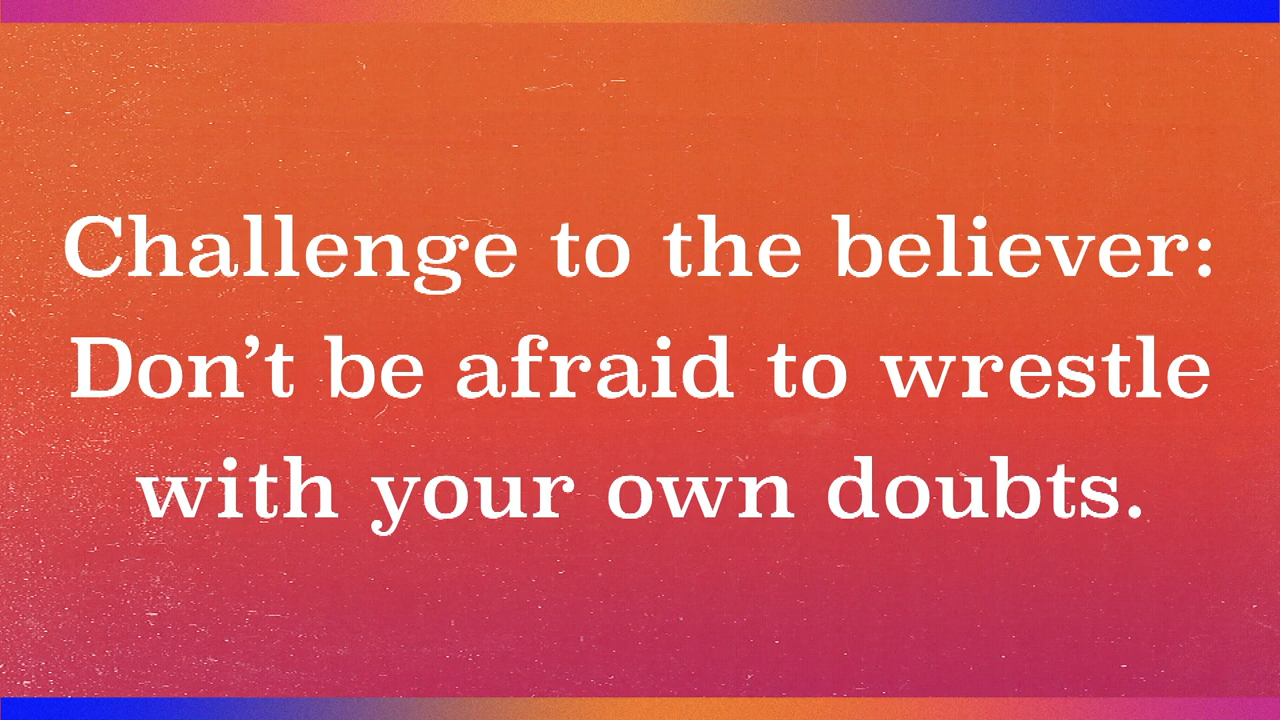 Challenge to the believer:
Don’t be afraid to wrestle
with your own doubts.